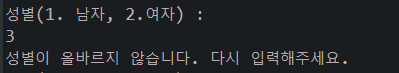 성별(1. 남자, 2.여자) :
3
성별이 올바르지 않습니다. 다시 입력해주세요.